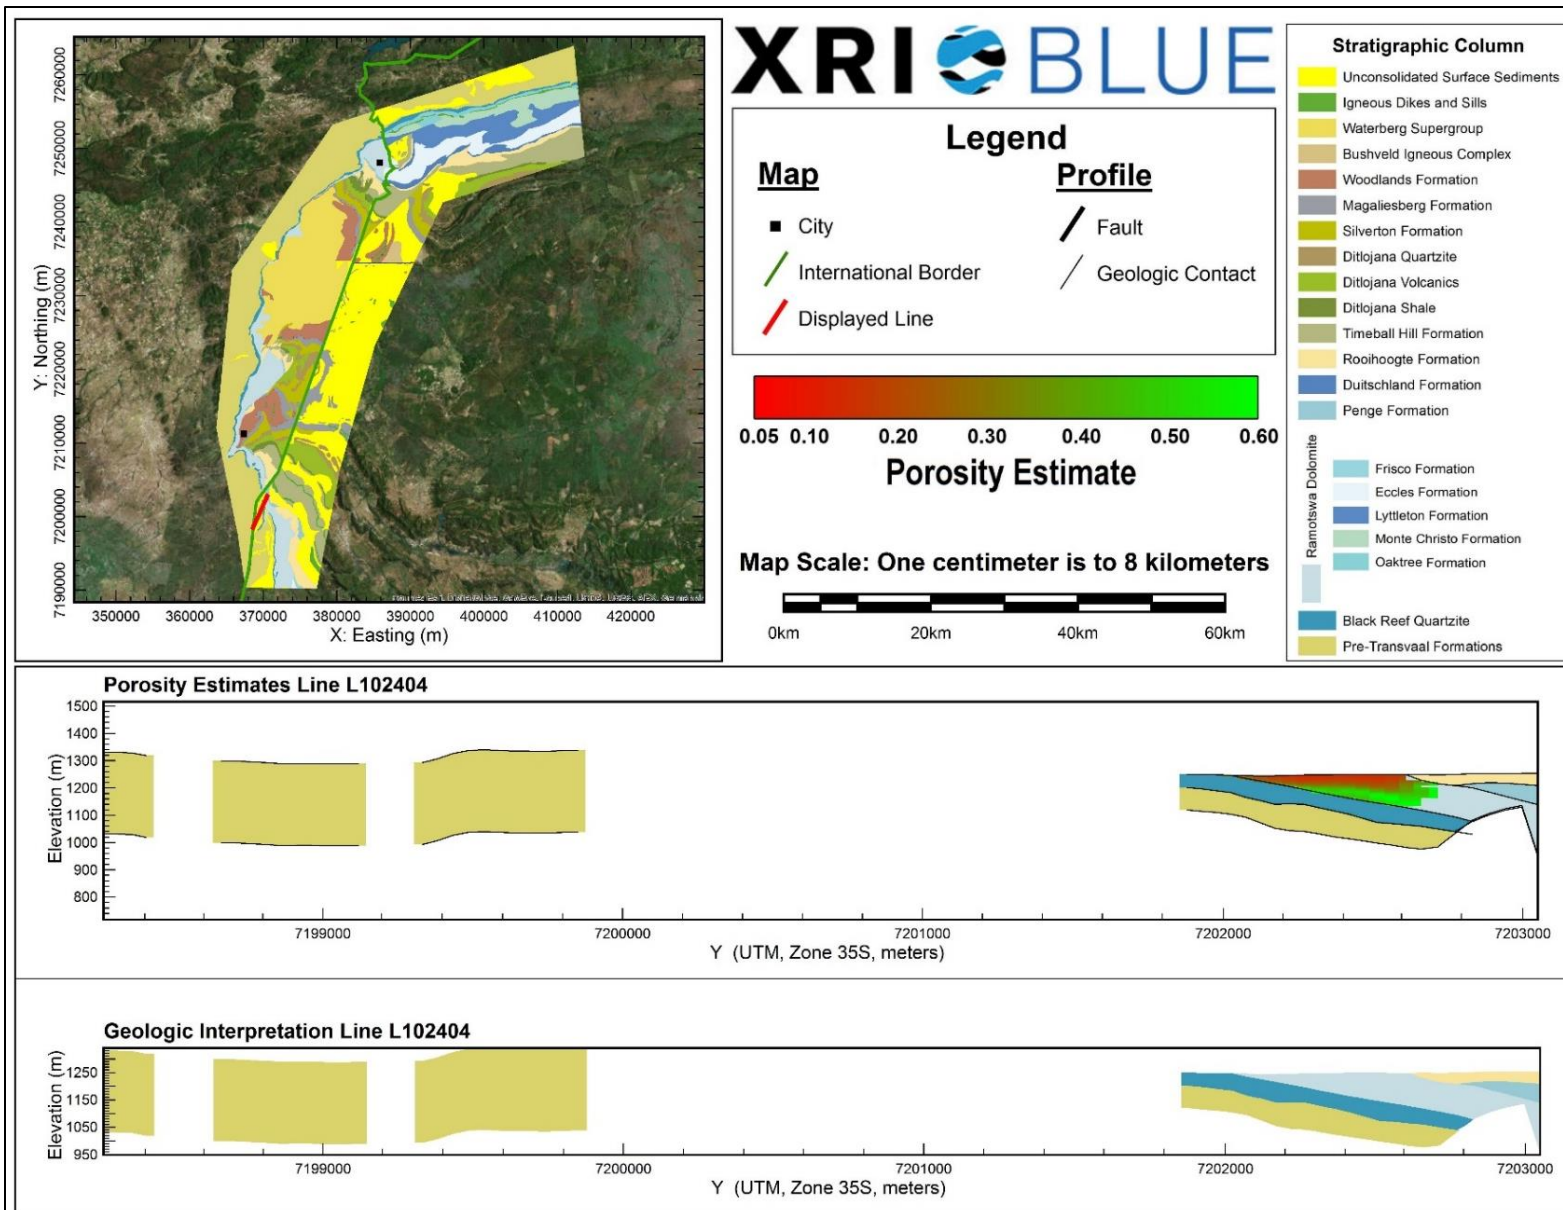 XRI BLUE
7260000
7250000
7240000
7230000
7220000
7210000
7200000
7190000
Y: Northing (m)
350000 360000 370000 380000 390000 400000 410000 420000
X: Easting (m)
Legend
Map
City
International Border
Displayed Line
Profile
Fault
Geologic Contact
0.05 0.10 0.20 0.30 0.40 0.50 0.60
Porosity Estimate
Map Scale: One centimeter is to 8 kilometers
0km 20km 40km 60km
Stratigraphic Column
Unconsolidated Surface Sediments
Igneous Dikes and Sills
Waterberg Supergroup
Bushveld Igneous Complex
Woodlands Formation
Magaliesberg Formation
Silverton Formation
Ditlojana Quartzite
Ditlojana Volcanics
Ditlojana Shale
Timeball Hill Formation
Rooihoogte Formation
Duitschland Formation
Penge Formation
Ramotswa Dolomite
Frisco Formation
Eccles Formation
Lyttleton Formation
Monte Christo Formation
Oaktree Formation
Black Reef Quartzite
Pre-Transvaal Formations
Porosity Estimates Line L102404
Elevation (m)
1500
1400
1300
1200
1100
1000
900
800
7199000 7200000 7201000 7202000 7203000
Y (UTM, Zone 35S, meters)
Geologic Interpretation Line L102404
Elevation (m)
1250
1150
1050
950
7199000 7200000 7201000 7202000 7203000
Y (UTM, Zone 35S, meters)